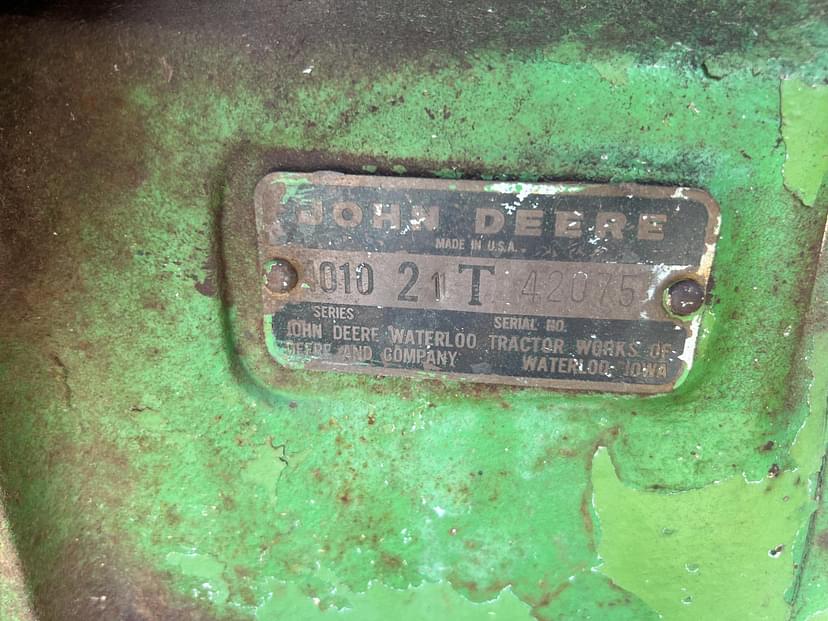 JOHN DEERE
MADE IN U.S.A.
010 21T 42075
SERIES SERIAL NO.
JOHN DEERE WATERLOO TRACTOR WORKS OF
DEERE AND COMPANY WATERLOO, IOWA